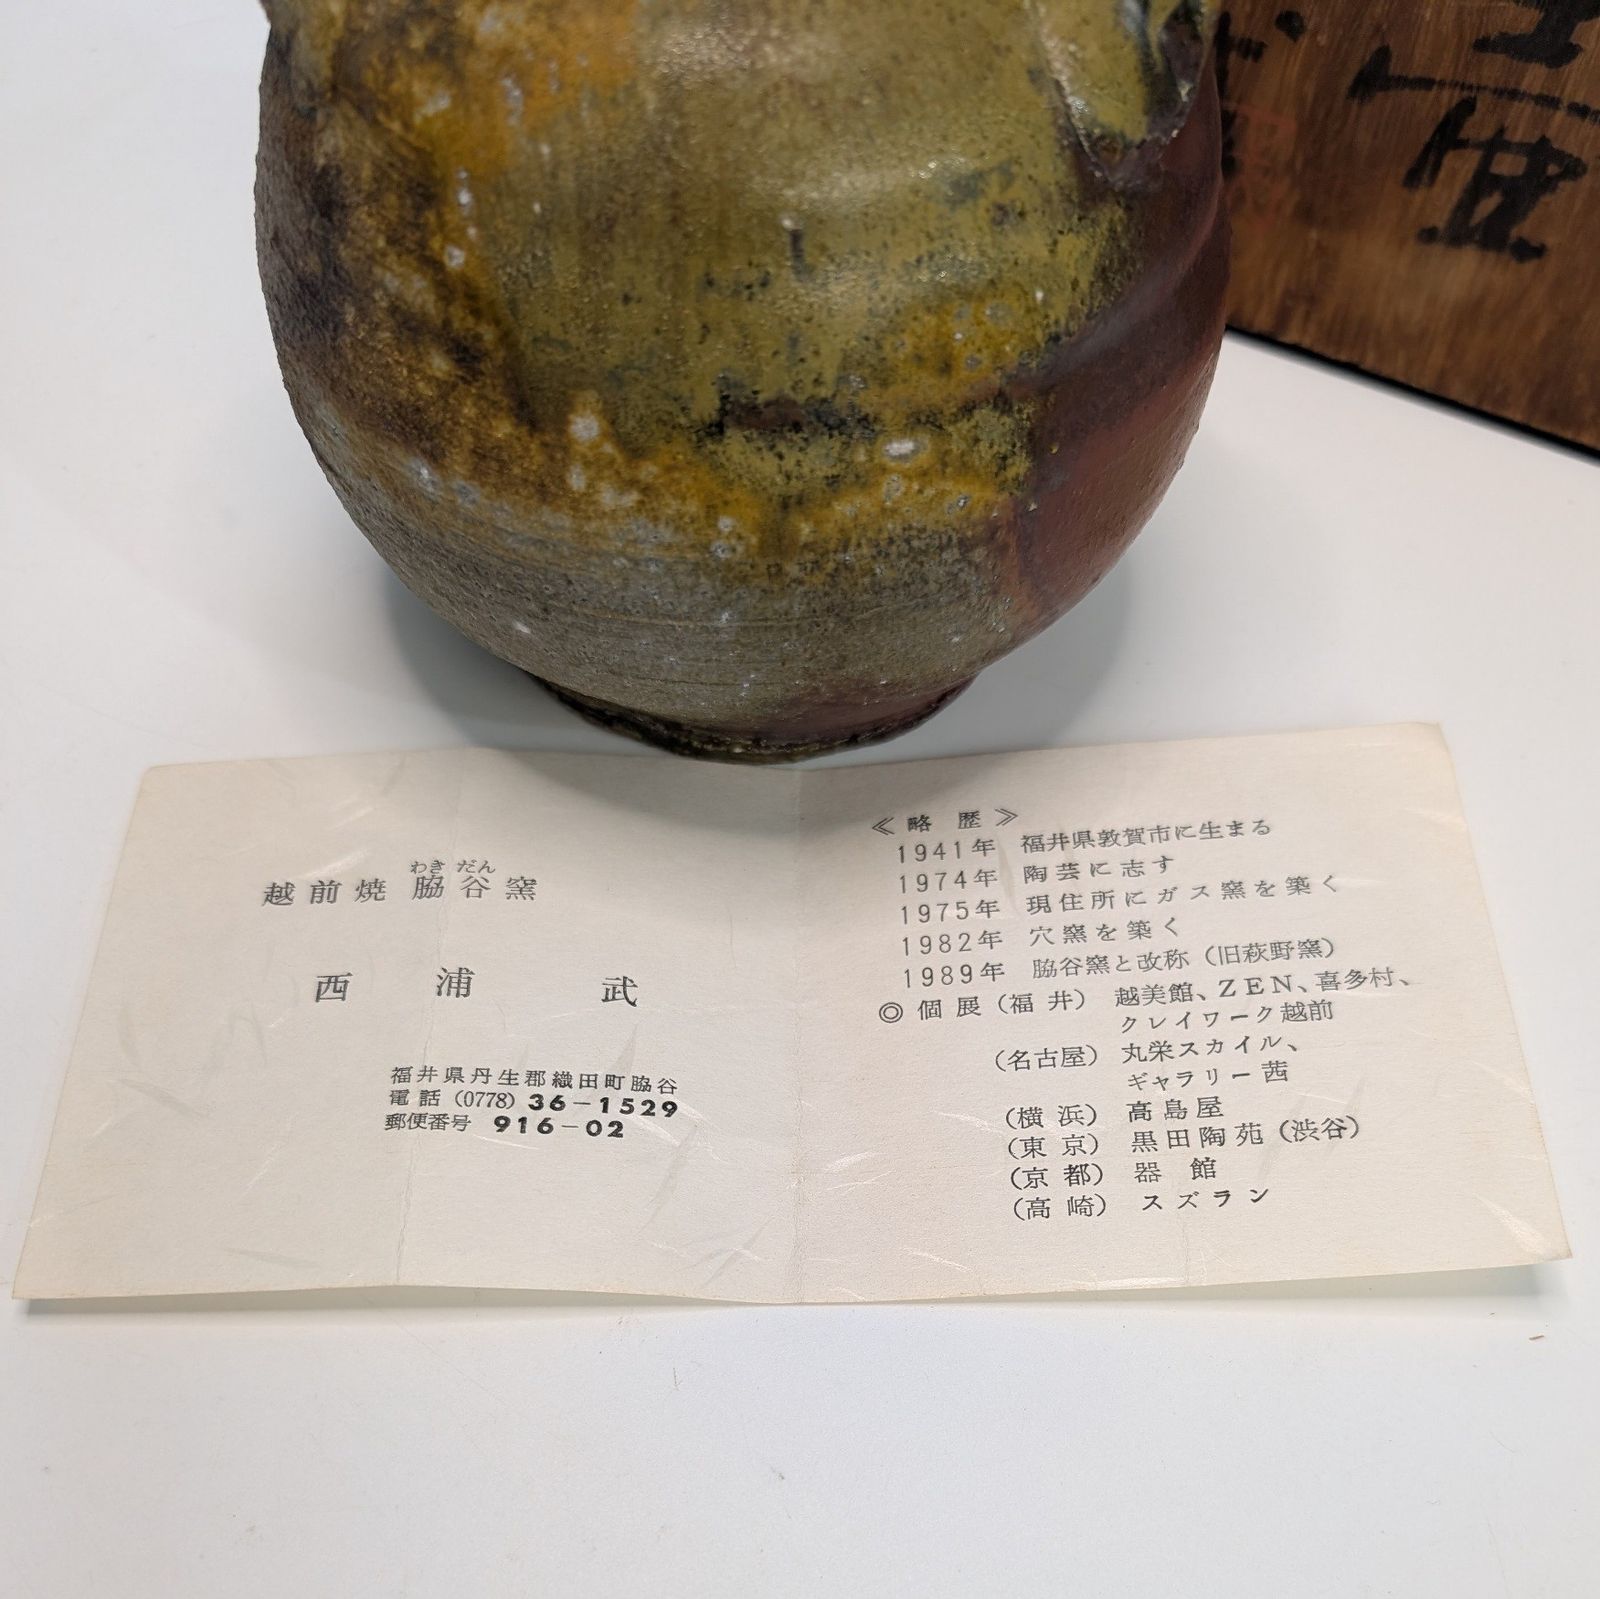 わき だん
越前焼 脇谷窯
西浦 武
福井県丹生郡織田町脇谷
電話 (0778) 36－1529
郵便番号 916－02
≪略歴≫
1941年 福井県敦賀市に生まる
1974年 陶芸に志す
1975年 現住所にガス窯を築く
1982年 穴窯を築く
1989年 脇谷窯と改称（旧萩野窯）
◎個展（福井） 越美館、ZEN、喜多村、
クレイワーク越前
（名古屋） 丸栄スカイル、
ギャラリー茜
（横浜）高島屋
（東京） 黒田陶苑（渋谷）
（京都） 器館
（高崎） スズラン